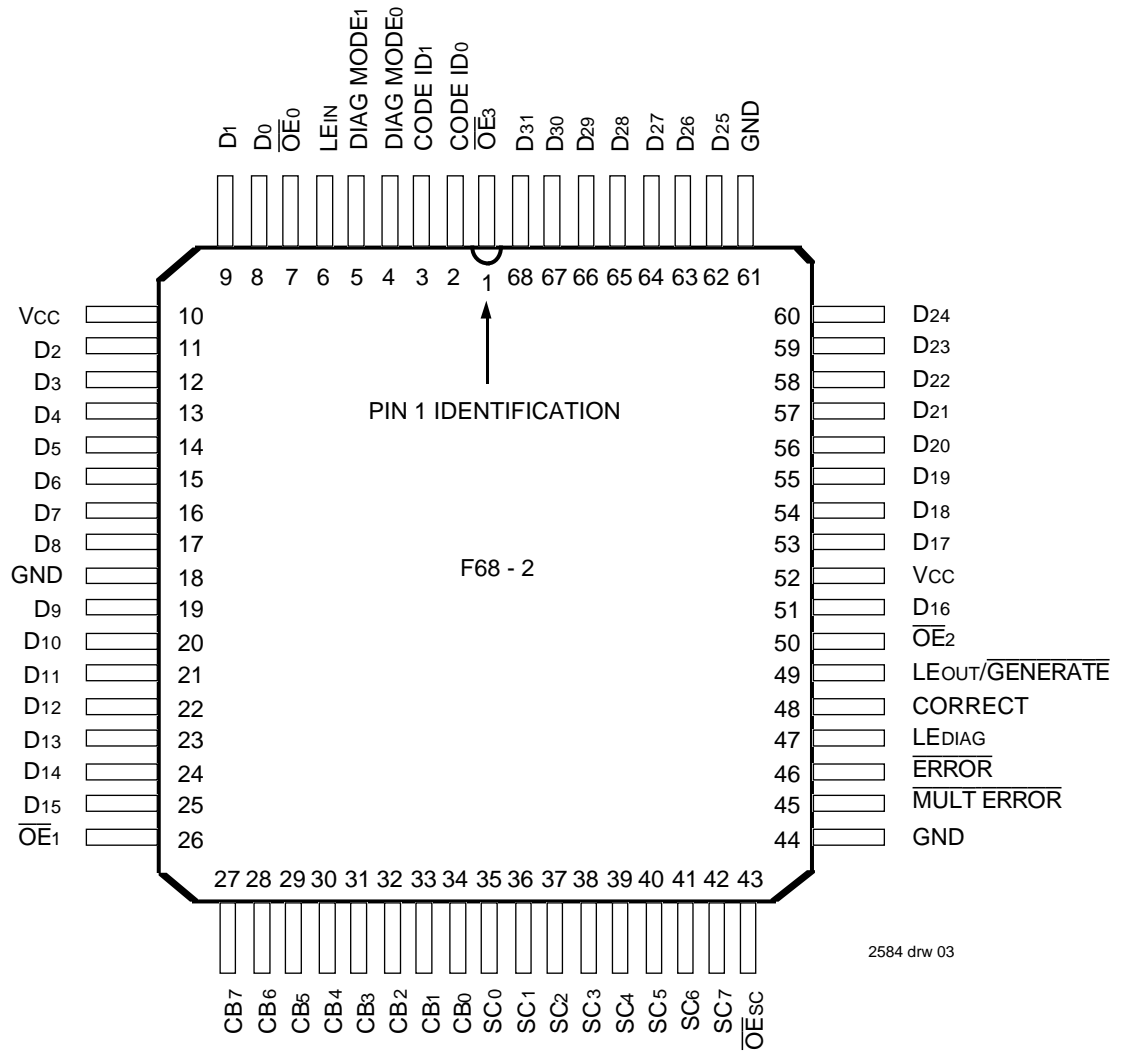 D1
D0
OE0
LEIN
DIAG MODE1
DIAG MODE0
CODE ID1
CODE ID0
OE3
D31
D30
D29
D28
D27
D26
D25
GND
9 8 7 6 5 4 3 2 1 68 67 66 65 64 63 62 61
VCC 10
D2 11
D3 12
D4 13
D5 14
D6 15
D7 16
D8 17
GND 18
D9 19
D10 20
D11 21
D12 22
D13 23
D14 24
D15 25
OE1 26
PIN 1 IDENTIFICATION
F68 - 2
60 D24
59 D23
58 D22
57 D21
56 D20
55 D19
54 D18
53 D17
52 VCC
51 D16
50 OE2
49 LEOUT/GENERATE
48 CORRECT
47 LEDIAG
46 ERROR
45 MULT ERROR
44 GND
27 28 29 30 31 32 33 34 35 36 37 38 39 40 41 42 43
CB7
CB6
CB5
CB4
CB3
CB2
CB1
CB0
SC0
SC1
SC2
SC3
SC4
SC5
SC6
SC7
OESC
2584 drw 03